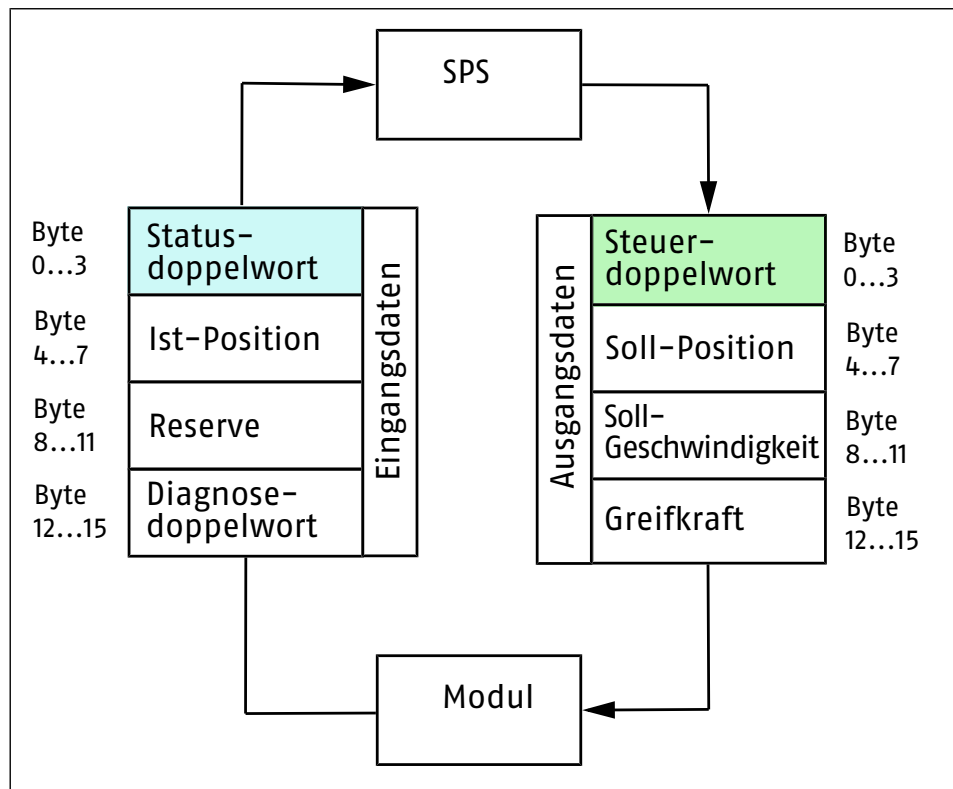 SPS
Byte
0...3
Status-
doppelwort
Byte
4...7
Ist-Position
Byte
8...11
Reserve
Byte
12...15
Diagnose-
doppelwort
Eingangsdaten
Ausgangsdaten
Steuer-
doppelwort
Byte
0...3
Soll-Position
Byte
4...7
Soll-
Geschwindigkeit
Byte
8...11
Greifkraft
Byte
12...15
Modul